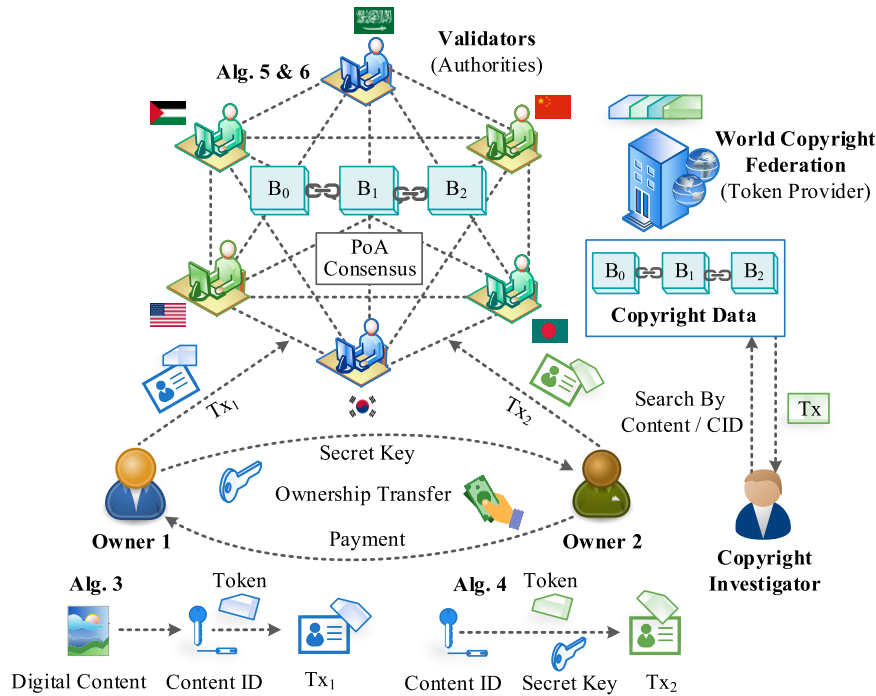 Validators
(Authorities)
Alg. 5 & 6
World Copyright
Federation
(Token Provider)
B0
B1
B2
PoA
Consensus
B0
B1
B2
Copyright Data
Tx1
Tx2
Search By
Content / CID
Tx
Secret Key
Ownership Transfer
Payment
Owner 1
Owner 2
Copyright
Investigator
Alg. 3
Token
Digital Content
Content ID
Tx1
Alg. 4
Token
Content ID
Secret Key
Tx2